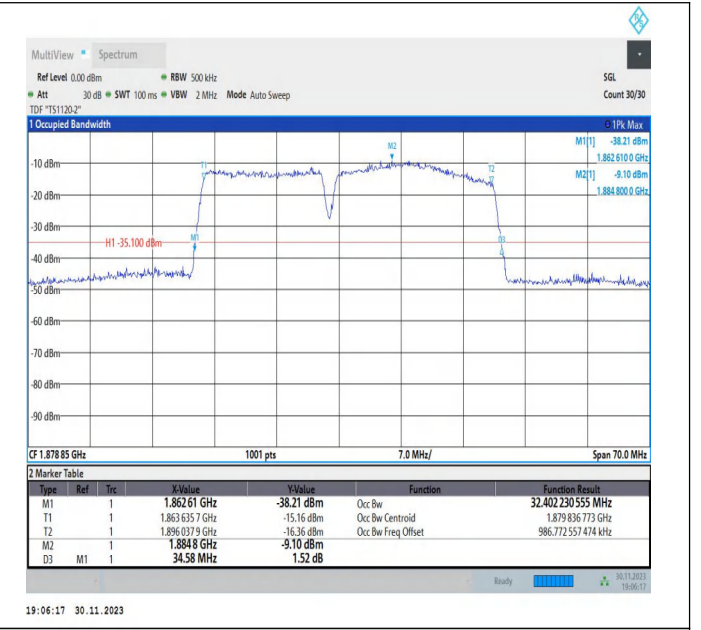 R S
MultiView Spectrum
Ref Level 0.00 dBm RBW 500 kHz SGL
Att 30 dB SWT 100 ms VBW 2 MHz Mode Auto Sweep Count 30/30
TDF "TS1120-2"
1 Occupied Bandwidth 1Pk Max
M1[1] -38.21 dBm
1.862 610 0 GHz
M2[1] -9.10 dBm
1.884 800 0 GHz
M2
T1
T2
-10 dBm
-20 dBm
-30 dBm
H1 -35.100 dBm
M1
D3
-40 dBm
-50 dBm
-60 dBm
-70 dBm
-80 dBm
-90 dBm
CF 1.878 85 GHz 1001 pts 7.0 MHz/ Span 70.0 MHz
2 Marker Table
Type Ref Trc X-Value Y-Value Function Function Result
M1 1 1.862 61 GHz -38.21 dBm Occ Bw 32.402 230 555 MHz
T1 1 1.863 635 7 GHz -15.16 dBm Occ Bw Centroid 1.879 836 773 GHz
T2 1 1.896 037 9 GHz -16.36 dBm Occ Bw Freq Offset 986.772 557 474 kHz
M2 1 1.884 8 GHz -9.10 dBm
D3 M1 1 34.58 MHz 1.52 dB
Ready 30.11.2023
19:06:17
19:06:17 30.11.2023